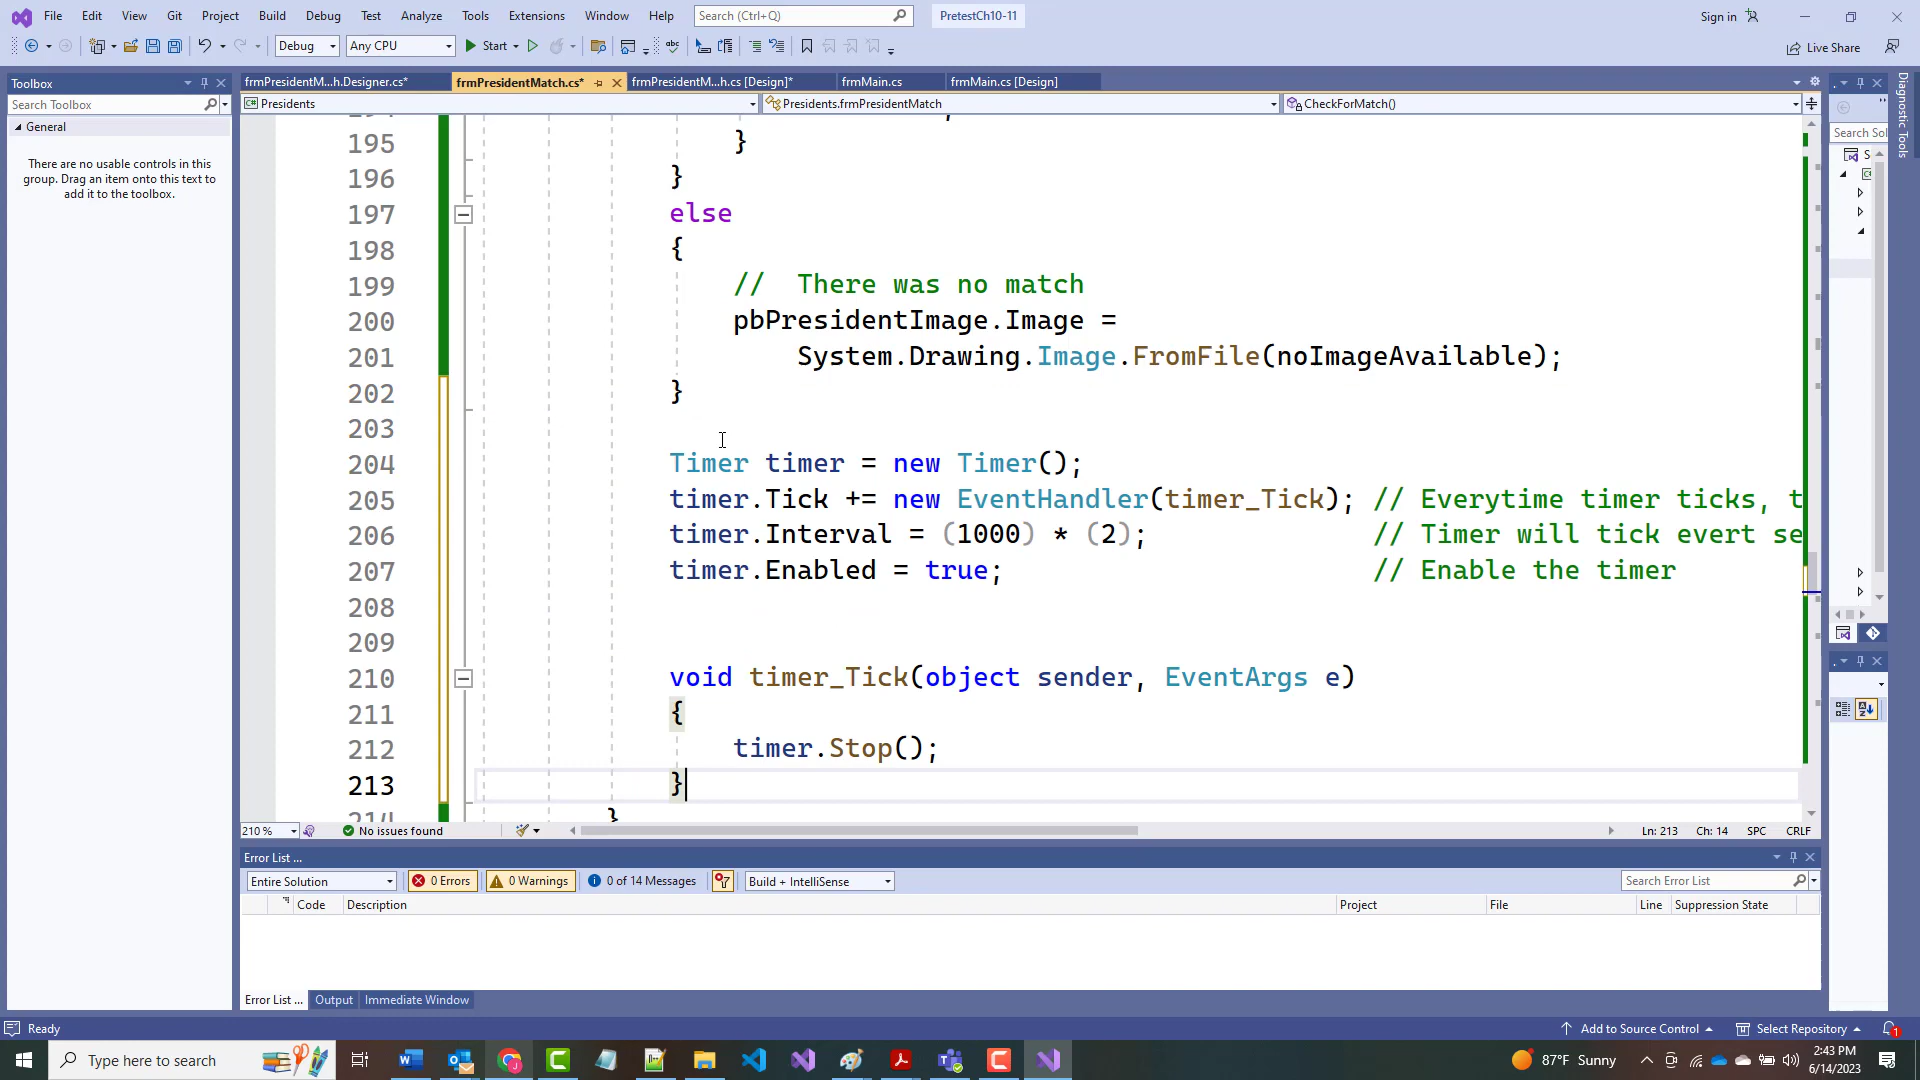 File Edit View Git Project Build Debug Test Analyze Tools Extensions Window Help Search (Ctrl+Q) PretestCh10-11 Sign in
Debug Any CPU Start Live Share
Toolbox
Search Toolbox
General
There are no usable controls in this
group. Drag an item onto this text to
add it to the toolbox.
frmPresidentM...h.Designer.cs* frmPresidentMatch.cs* frmPresidentM...h.cs [Design]* frmMain.cs frmMain.cs [Design]
Presidents Presidents.frmPresidentMatch CheckForMatch()
195 }
196 }
197 else
198 {
199 // There was no match
200 pbPresidentImage.Image =
201 System.Drawing.Image.FromFile(noImageAvailable);
202 }
203
204 Timer timer = new Timer();
205 timer.Tick += new EventHandler(timer_Tick); // Everytime timer ticks, t
206 timer.Interval = (1000) * (2); // Timer will tick evert se
207 timer.Enabled = true; // Enable the timer
208
209
210 void timer_Tick(object sender, EventArgs e)
211 {
212 timer.Stop();
213 }
214 }
210 % No issues found Ln: 213 Ch: 14 SPC CRLF
Search Sol
S
Diagnostic Tools
Error List ...
Entire Solution 0 Errors 0 Warnings 0 of 14 Messages Build + IntelliSense Search Error List
Code Description Project File Line Suppression State
Error List ... Output Immediate Window
Ready Add to Source Control Select Repository 1
Type here to search 87°F Sunny 2:43 PM
6/14/2023